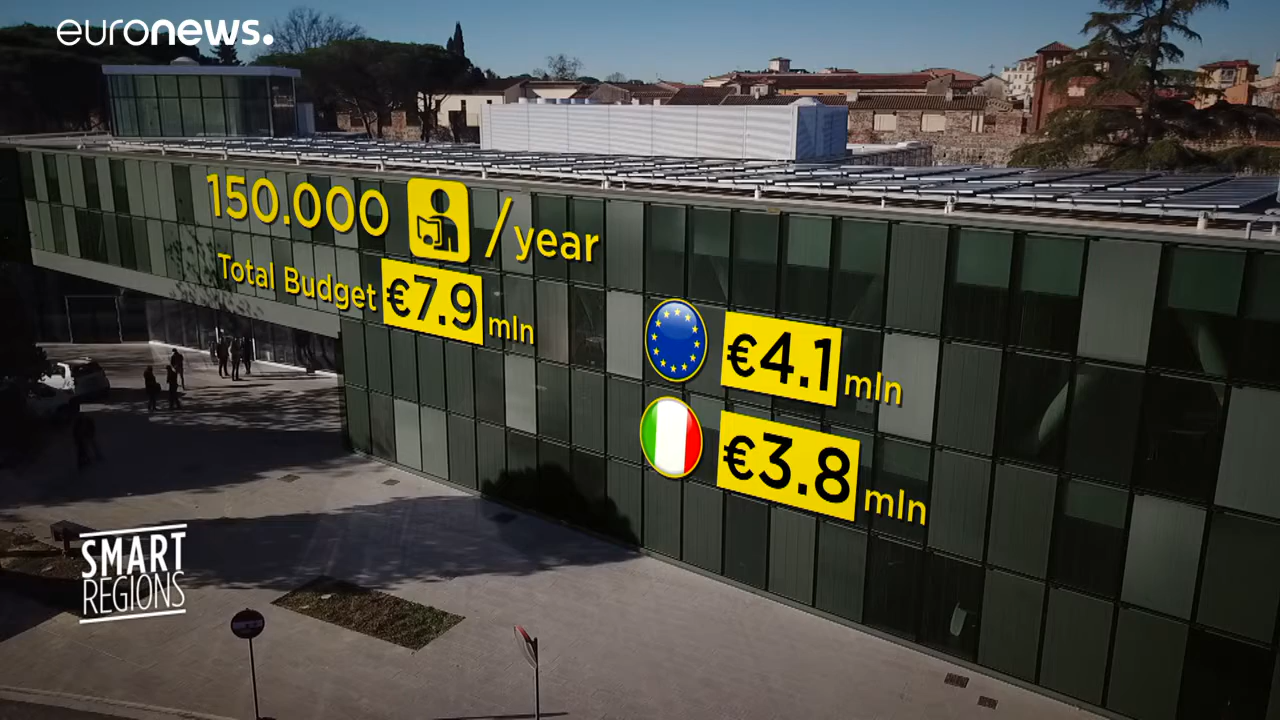 euronews.
150.000 /year
Total Budget €7.9 mln
€4.1 mln
€3.8 mln
SMART
REGIONS